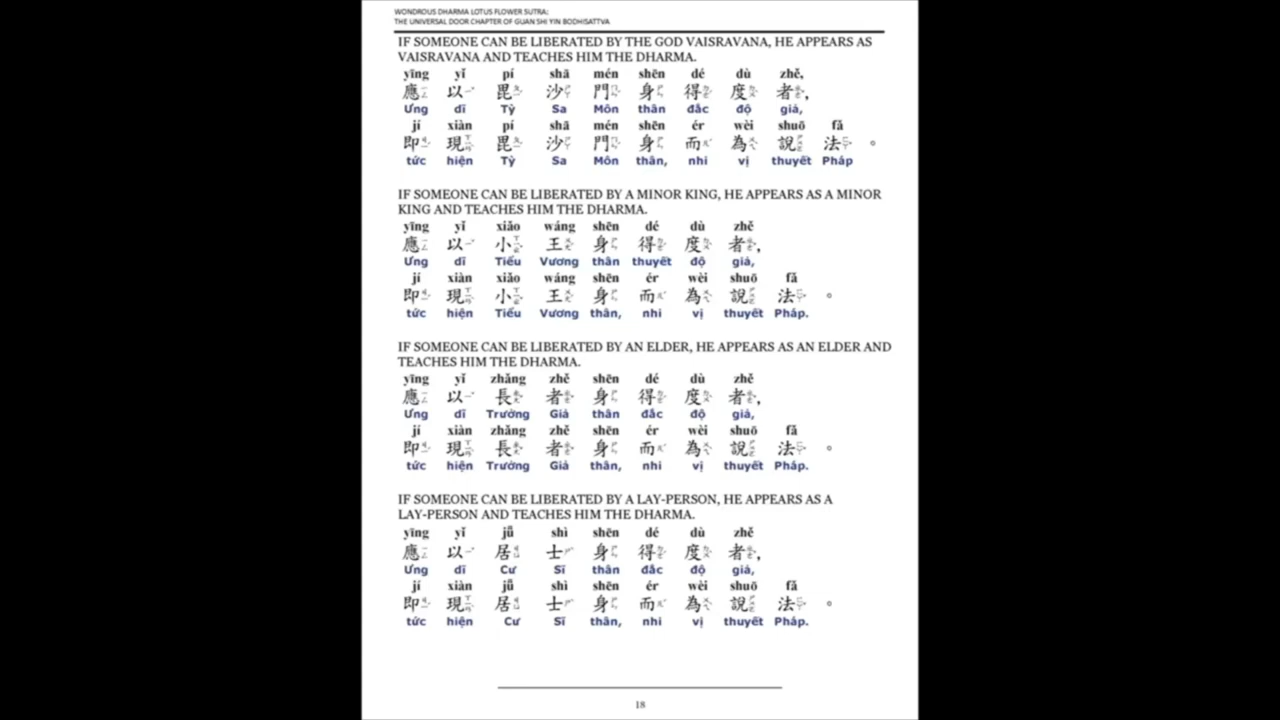 WONDROUS DHARMA LOTUS FLOWER SUTRA;
THE UNIVERSAL DOOR CHAPTER OF GUAN SHI YIN BODHISATTVA
IF SOMEONE CAN BE LIBERATED BY THE GOD VAISRAVANA, HE APPEARS AS
VAISRAVANA AND TEACHES HIM THE DHARMA.
yīng yǐ pí shā mén shēn dé dù zhě,
應以毘沙門身得度者,
Ưng dĩ Tỳ Sa Môn thân đắc độ giả,
jí xiàn pí shā mén shēn ér wèi shuō fǎ
即現毘沙門身而為說法。
tức hiện Tỳ Sa Môn thân, nhi vị thuyết Pháp
IF SOMEONE CAN BE LIBERATED BY A MINOR KING, HE APPEARS AS A MINOR
KING AND TEACHES HIM THE DHARMA.
yīng yǐ xiǎo wáng shēn dé dù zhě
應以小王身得度者,
Ưng dĩ Tiểu Vương thân thuyết độ giả,
jí xiàn xiǎo wáng shēn ér wèi shuō fǎ
即現小王身而為說法。
tức hiện Tiểu Vương thân, nhi vị thuyết Pháp.
IF SOMEONE CAN BE LIBERATED BY AN ELDER, HE APPEARS AS AN ELDER AND
TEACHES HIM THE DHARMA.
yīng yǐ zhǎng zhě shēn dé dù zhě
應以長者身得度者,
Ưng dĩ Trưởng Giả thân đắc độ giả,
jí xiàn zhǎng zhě shēn ér wèi shuō fǎ
即現長者身而為說法。
tức hiện Trưởng Giả thân, nhi vị thuyết Pháp.
IF SOMEONE CAN BE LIBERATED BY A LAY-PERSON, HE APPEARS AS A
LAY-PERSON AND TEACHES HIM THE DHARMA.
yīng yǐ jǖ shì shēn dé dù zhě
應以居士身得度者,
Ưng dĩ Cư Sĩ thân đắc độ giả,
jí xiàn jǖ shì shēn ér wèi shuō fǎ
即現居士身而為說法。
tức hiện Cư Sĩ thân, nhi vị thuyết Pháp.
18